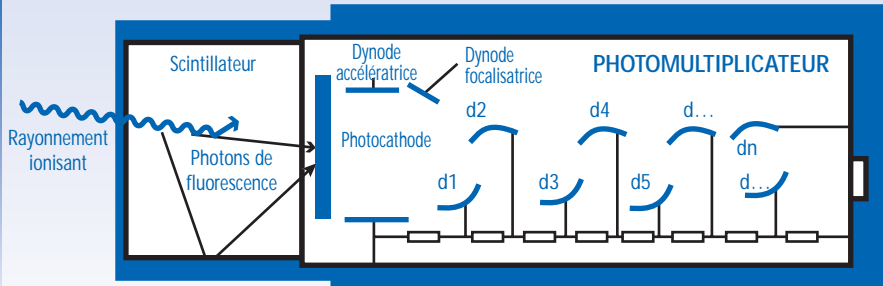 Scintillateur
Rayonnement
ionisant
Photons de
fluorescence
Dynode
accélératrice
Dynode
focalisatrice
PHOTOMULTIPLICATEUR
Photocathode
d2
d4
d...
dn
d1
d3
d5
d...